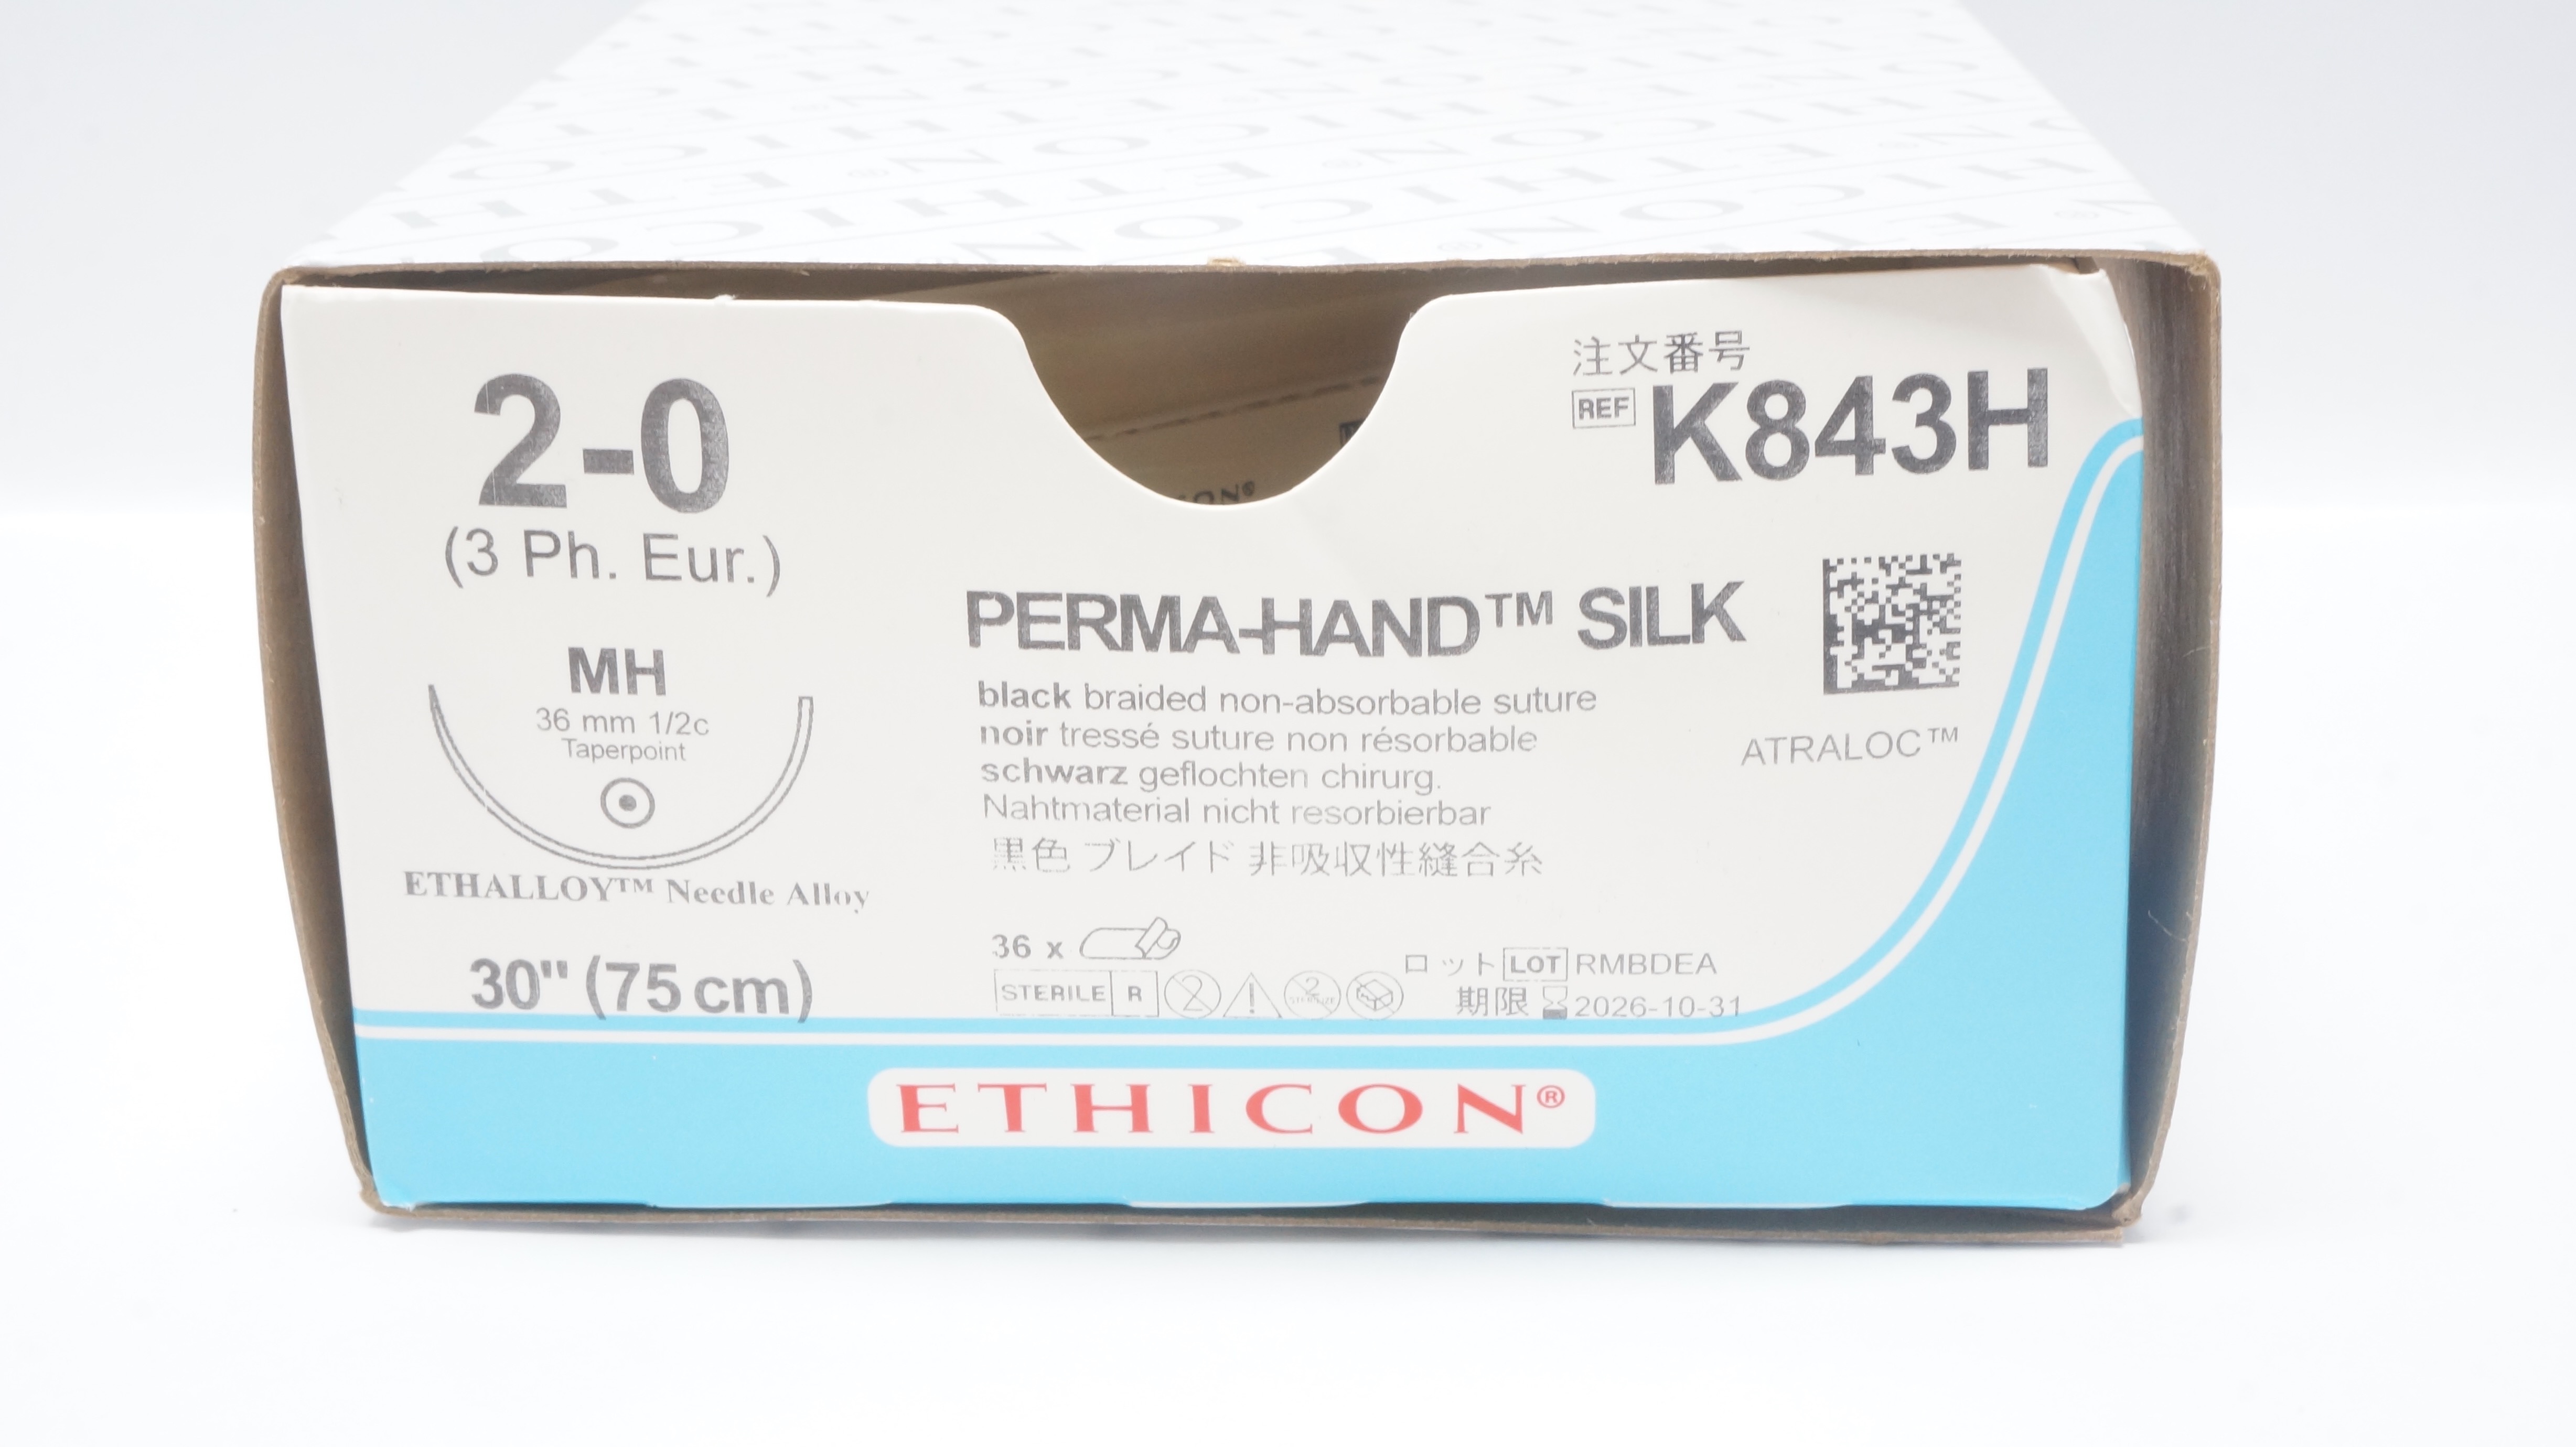 2-0
(3 Ph. Eur.)
MH
36 mm 1/2c
Taperpoint
ETHALLOY™ Needle Alloy
30" (75 cm)
注文番号
REF K843H
PERMA-HAND™ SILK
black braided non-absorbable suture
noir tressé suture non résorbable
schwarz geflochten chirurg.
Nahtmaterial nicht resorbierbar
黒色 ブレイド 非吸収性縫合糸
ATRALOC™
36 x
STERILE R 2
ロット LOT RMBDEA
期限 2026-10-31
ETHICON®